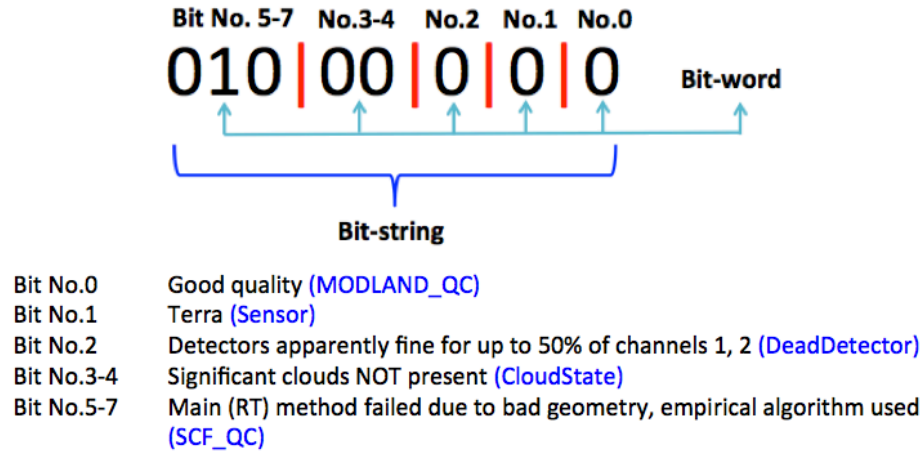 Bit No. 5-7 No.3-4 No.2 No.1 No.0
010|00|0|0|0 Bit-word
Bit-string
Bit No.0 Good quality (MODLAND_QC)
Bit No.1 Terra (Sensor)
Bit No.2 Detectors apparently fine for up to 50% of channels 1, 2 (DeadDetector)
Bit No.3-4 Significant clouds NOT present (CloudState)
Bit No.5-7 Main (RT) method failed due to bad geometry, empirical algorithm used
(SCF_QC)